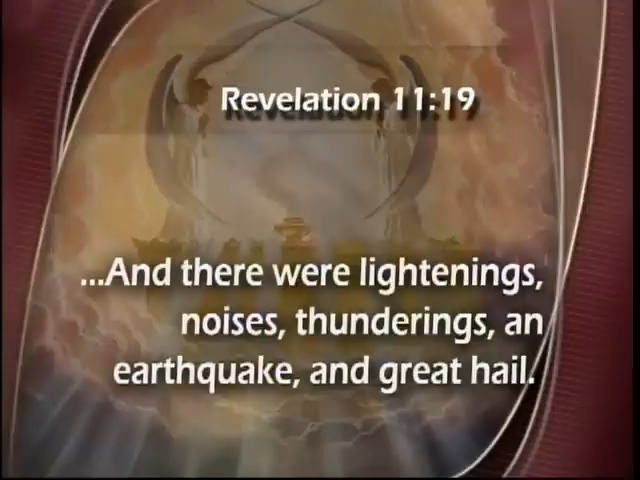 Revelation 11:19
...And there were lightenings,
noises, thunderings, an
earthquake, and great hail.